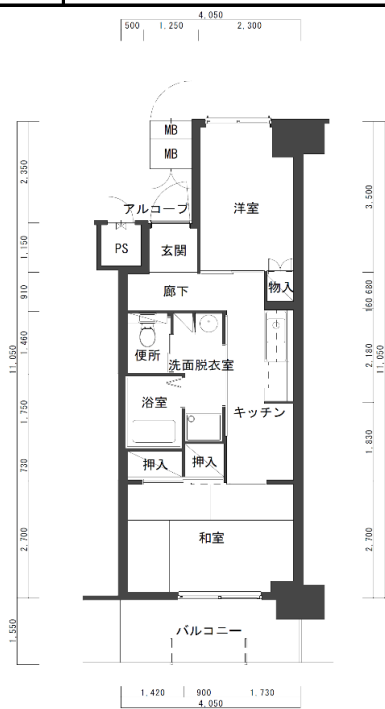 4,050
500 1,250 2,300
MB
MB
アルコーブ
洋室
PS
玄関
廊下
物入
便所
洗面脱衣室
浴室
キッチン
押入
押入
和室
バルコニー
2,350
1,150
910
1,460
1,750
730
2,700
11,050
1,550
3,500
680
160
2,180
1,830
2,700
11,050
1,420 900 1,730
4,050